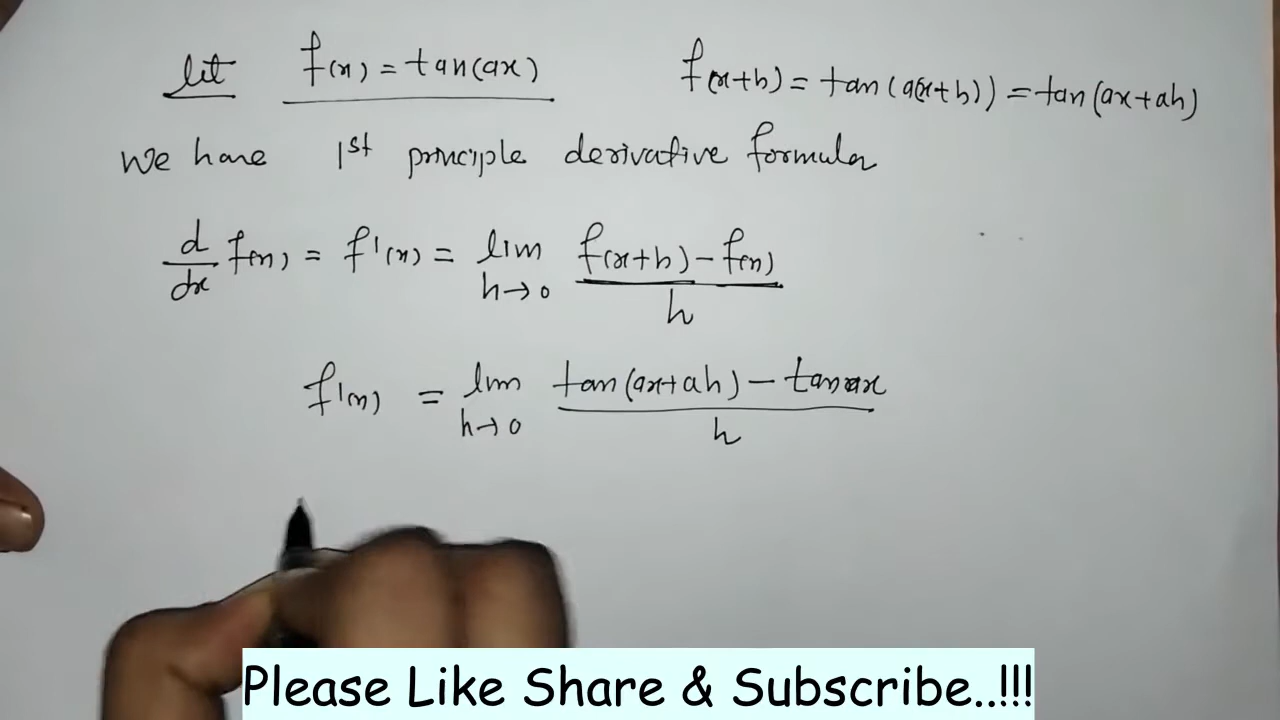 let f(x) = tan(ax) f(x+h) = tan(a(x+h)) = tan(ax+ah)
We have 1st principle derivative formula
d/dx f(x) = f'(x) = lim h→0 f(x+h) - f(x) / h
f'(x) = lim h→0 tan(ax+ah) - tan ax / h
Please Like Share & Subscribe..!!!